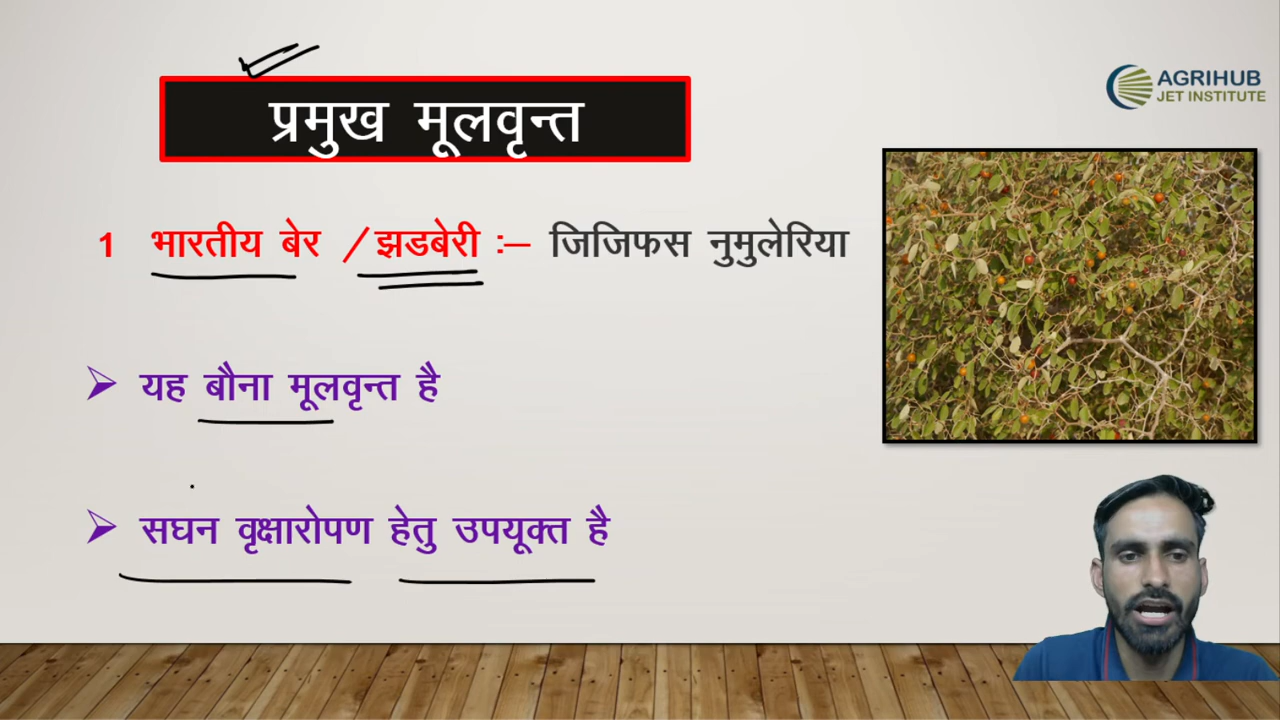 प्रमुख मूलवृन्त
AGRIHUB
JET INSTITUTE
1 भारतीय बेर / झडबेरी :– जिजिफस नुमुलेरिया
➢ यह बौना मूलवृन्त है
➢ सघन वृक्षारोपण हेतु उपयूक्त है